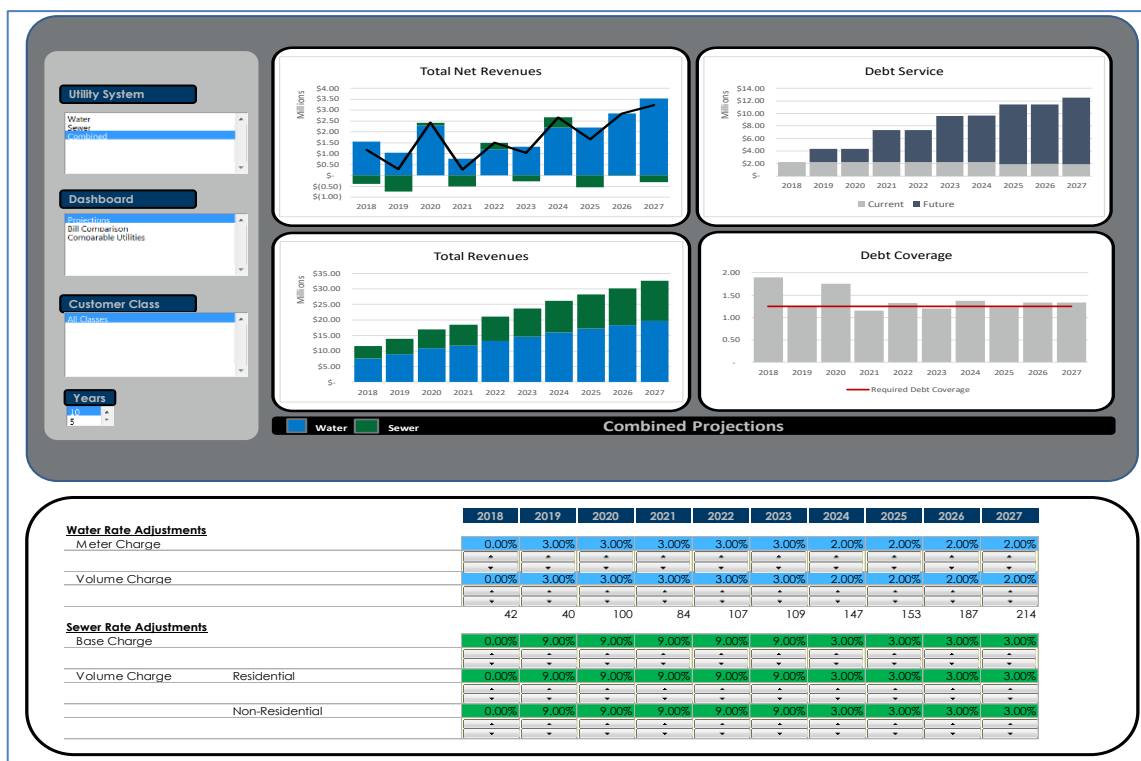 Utility System
Water
Sewer
Combined
Dashboard
Projections
Bill Comparison
Comparable Utilities
Customer Class
All Classes
Years
10
5
Total Net Revenues
Millions
$4.00
$3.50
$3.00
$2.50
$2.00
$1.50
$1.00
$0.50
$-
$(0.50)
$(1.00)
2018 2019 2020 2021 2022 2023 2024 2025 2026 2027
Debt Service
Millions
$14.00
$12.00
$10.00
$8.00
$6.00
$4.00
$2.00
$-
2018 2019 2020 2021 2022 2023 2024 2025 2026 2027
Current Future
Total Revenues
Millions
$35.00
$30.00
$25.00
$20.00
$15.00
$10.00
$5.00
$-
2018 2019 2020 2021 2022 2023 2024 2025 2026 2027
Debt Coverage
2.00
1.50
1.00
0.50
-
2018 2019 2020 2021 2022 2023 2024 2025 2026 2027
Required Debt Coverage
Water Sewer Combined Projections
2018 2019 2020 2021 2022 2023 2024 2025 2026 2027
Water Rate Adjustments
Meter Charge 0.00% 3.00% 3.00% 3.00% 3.00% 3.00% 2.00% 2.00% 2.00% 2.00%
Volume Charge 0.00% 3.00% 3.00% 3.00% 3.00% 3.00% 2.00% 2.00% 2.00% 2.00%
42 40 100 84 107 109 147 153 187 214
Sewer Rate Adjustments
Base Charge 0.00% 9.00% 9.00% 9.00% 9.00% 9.00% 3.00% 3.00% 3.00% 3.00%
Volume Charge Residential 0.00% 9.00% 9.00% 9.00% 9.00% 9.00% 3.00% 3.00% 3.00% 3.00%
Non-Residential 0.00% 9.00% 9.00% 9.00% 9.00% 9.00% 3.00% 3.00% 3.00% 3.00%